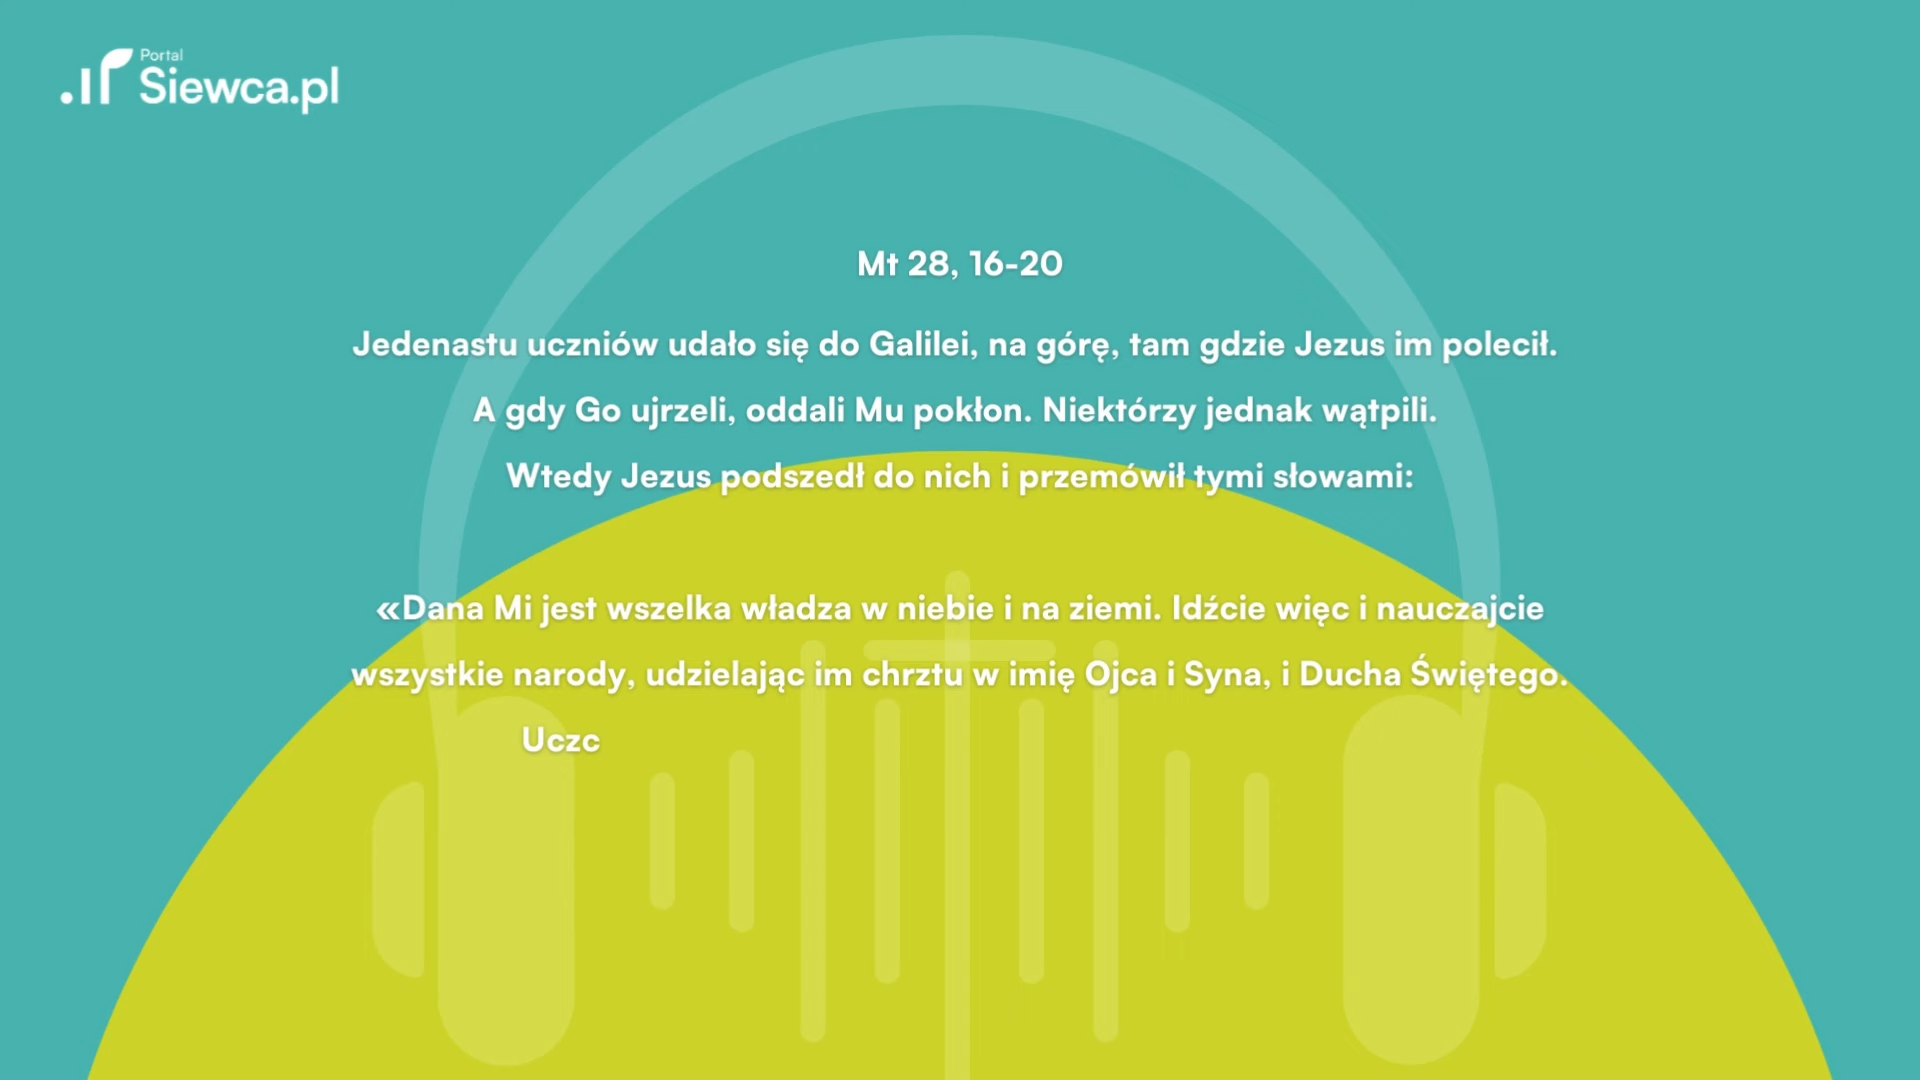 Portal
Siewca.pl
Mt 28, 16-20
Jedenastu uczniów udało się do Galilei, na górę, tam gdzie Jezus im polecił.
A gdy Go ujrzeli, oddali Mu pokłon. Niektórzy jednak wątpili.
Wtedy Jezus podszedł do nich i przemówił tymi słowami:
«Dana Mi jest wszelka władza w niebie i na ziemi. Idźcie więc i nauczajcie
wszystkie narody, udzielając im chrztu w imię Ojca i Syna, i Ducha Świętego.
Uczc